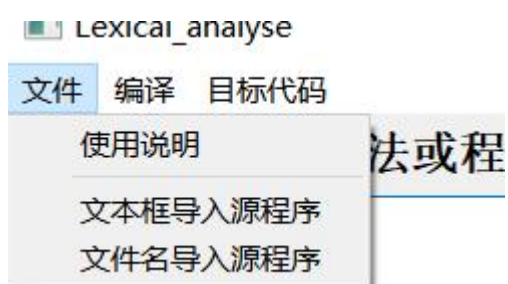 Lexical_analyse
文件 编译 目标代码
使用说明
法或程
文本框导入源程序
文件名导入源程序